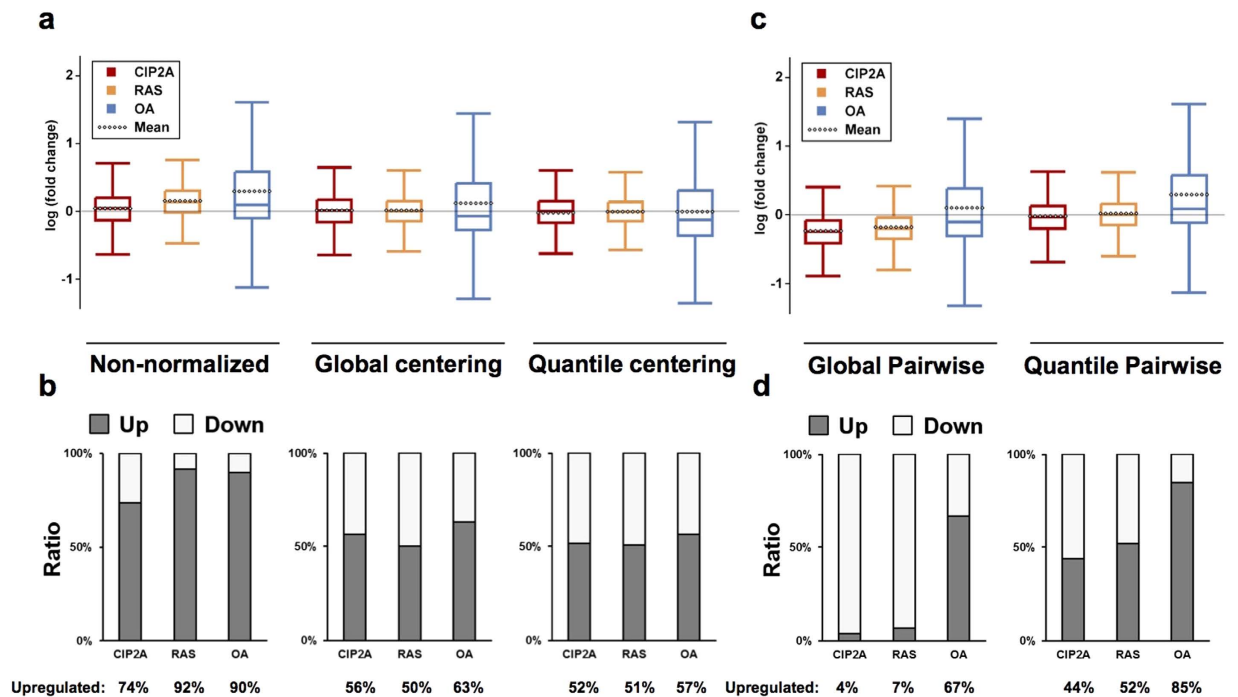 a
2
1
0
-1
log (fold change)
CIP2A
RAS
OA
Mean
Non-normalized
Global centering
Quantile centering
c
2
1
0
-1
log (fold change)
CIP2A
RAS
OA
Mean
Global Pairwise
Quantile Pairwise
b
Up Down
Ratio
100%
50%
0%
CIP2A RAS OA
100%
50%
0%
CIP2A RAS OA
100%
50%
0%
CIP2A RAS OA
Upregulated: 74% 92% 90% 56% 50% 63% 52% 51% 57%
d
Up Down
Ratio
100%
50%
0%
CIP2A RAS OA
100%
50%
0%
CIP2A RAS OA
Upregulated: 4% 7% 67% 44% 52% 85%